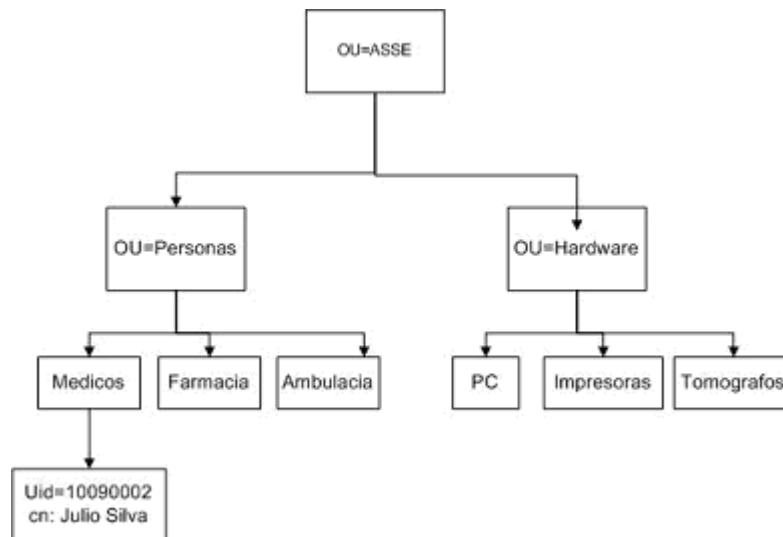 OU=ASSE
OU=Personas
OU=Hardware
Medicos
Farmacia
Ambulacia
PC
Impresoras
Tomografos
Uid=10090002
cn: Julio Silva